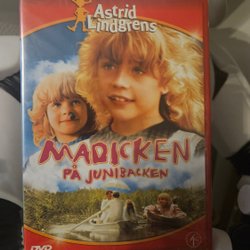 Astrid
Lindgrens
MADICKEN
PÅ JUNIBACKEN
DVD